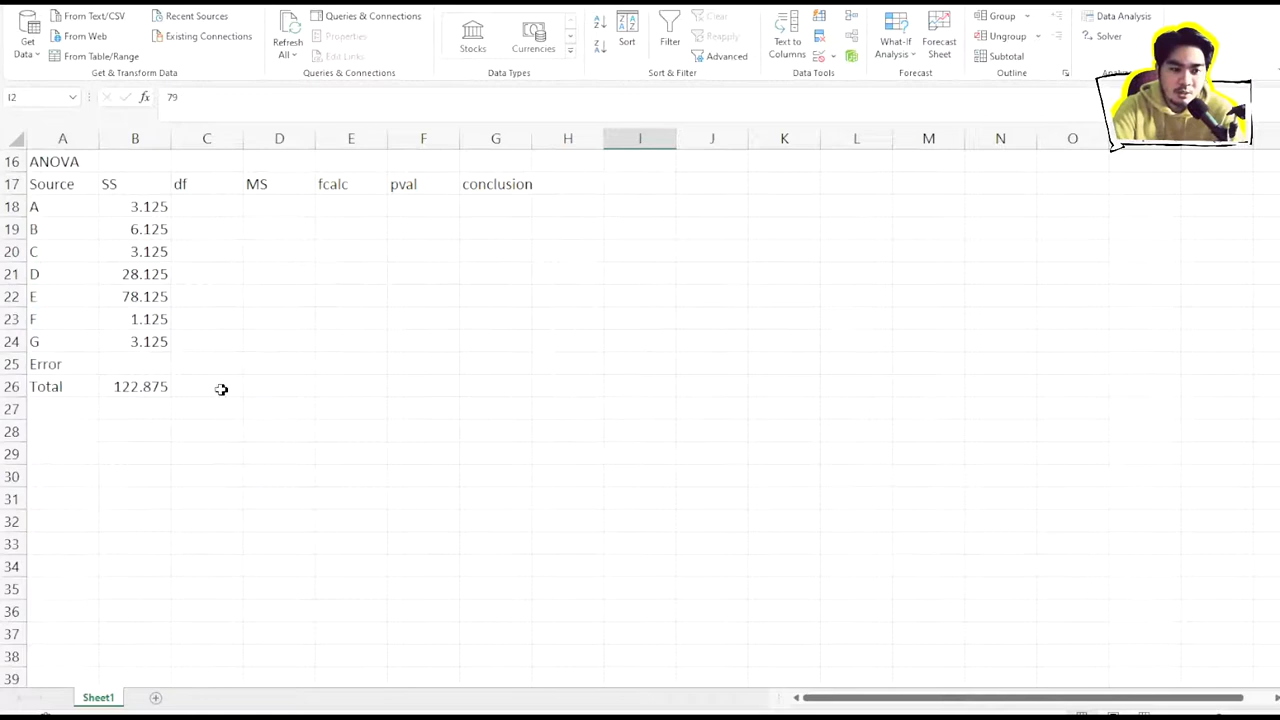 From Text/CSV
Recent Sources
Queries & Connections
Clear
Group
Data Analysis
From Web
Existing Connections
Properties
Reapply
Ungroup
Solver
Get
Data
From Table/Range
Refresh
All
Edit Links
Stocks
Currencies
Sort
Filter
Advanced
Text to
Columns
What-If
Analysis
Forecast
Sheet
Subtotal
Get & Transform Data
Queries & Connections
Data Types
Sort & Filter
Data Tools
Forecast
Outline
I2
fx
79
A B C D E F G H I J K L M N O
16 ANOVA
17 Source SS df MS fcalc pval conclusion
18 A 3.125
19 B 6.125
20 C 3.125
21 D 28.125
22 E 78.125
23 F 1.125
24 G 3.125
25 Error
26 Total 122.875
27
28
29
30
31
32
33
34
35
36
37
38
39
Sheet1